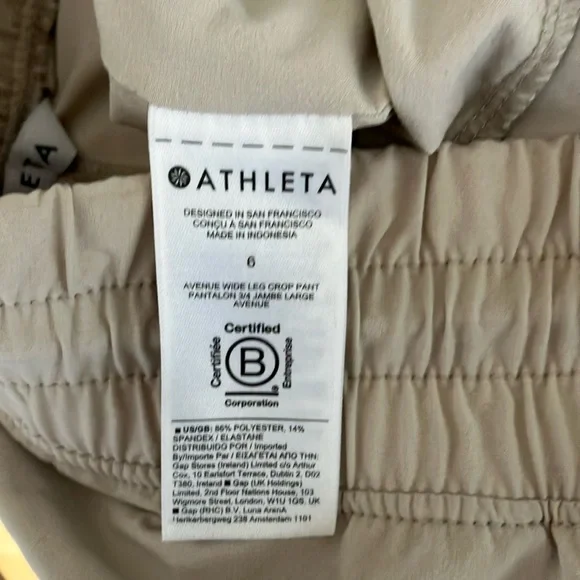 ATHLETA
DESIGNED IN SAN FRANCISCO
CONÇU À SAN FRANCISCO
MADE IN INDONESIA
6
AVENUE WIDE LEG CROP PANT
PANTALON 3/4 JAMBE LARGE
AVENUE
Certified
Certifiée
B
Entreprise
Corporation
■ US/GB: 86% POLYESTER, 14%
SPANDEX / ELASTANE
DISTRIBUIDO POR / Imported
By/Importe Par / ΕΙΣΑΓΕΤΑΙ ΑΠΟ ΤΗΝ:
Gap Stores (Ireland) Limited c/o Arthur
Cox, 10 Earlsfort Terrace, Dublin 2, D02
T380, Ireland ■ Gap (UK Holdings)
Limited, 2nd Floor Nations House, 103
Wigmore Street, London, W1U 1QS, UK
■ Gap (RHC) B.V, Luna ArenA
Herikerbergweg 238 Amsterdam 1101